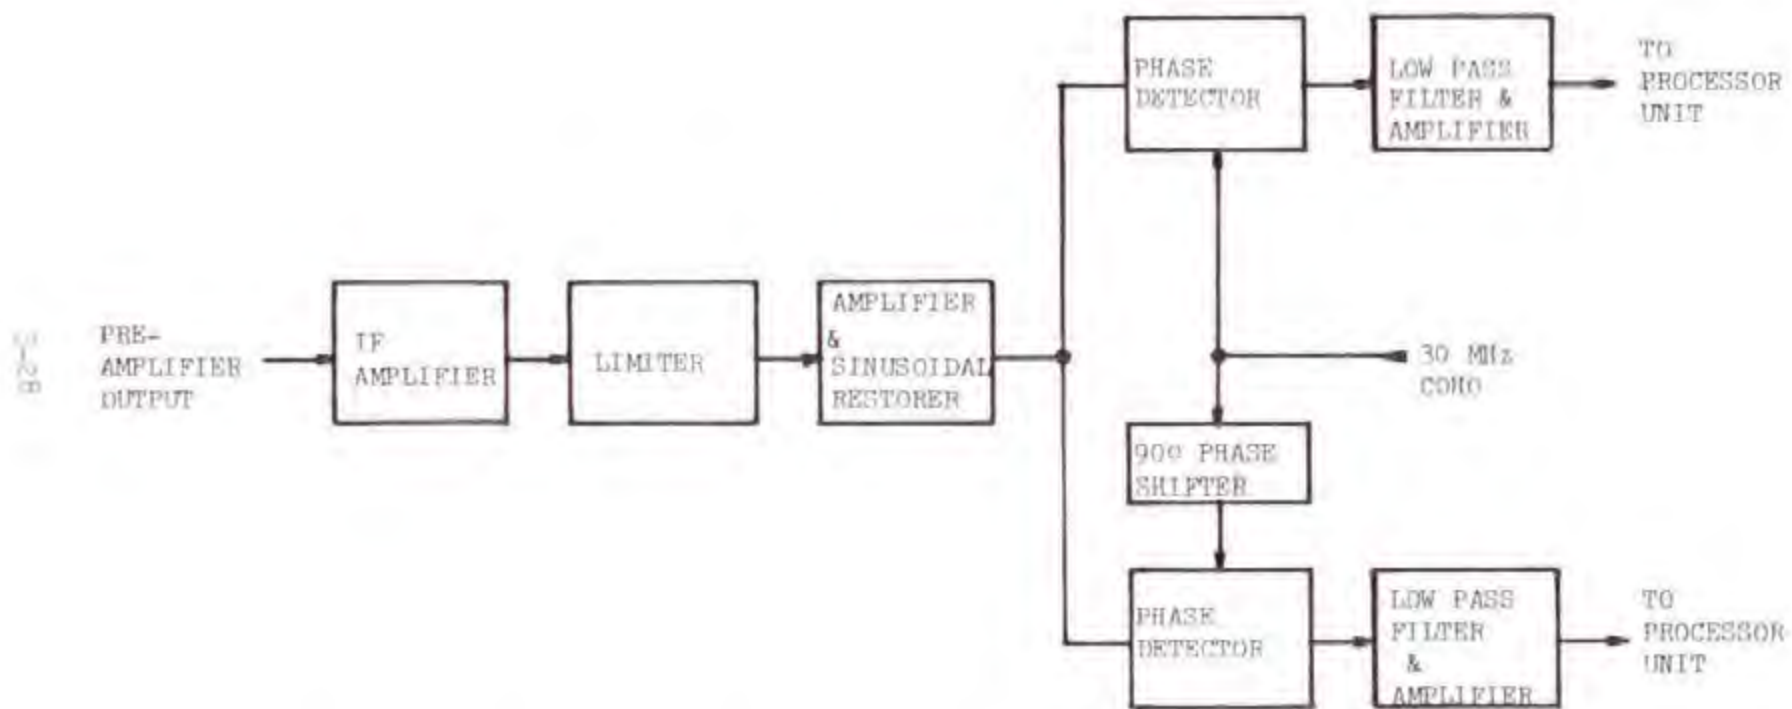 PHASE
DETECTOR
LOW PASS
FILTER &
AMPLIFIER
TO
PROCESSOR
UNIT
PRE-
AMPLIFIER
OUTPUT
IF
AMPLIFIER
LIMITER
AMPLIFIER
&
SINUSOIDAL
RESTORER
30 MHz
COHO
90o PHASE
SHIFTER
PHASE
DETECTOR
LOW PASS
FILTER
&
AMPLIFIER
TO
PROCESSOR
UNIT